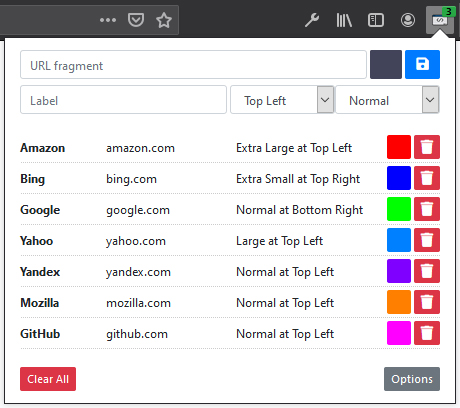 3
URL fragment
Label Top Left Normal
Amazon amazon.com Extra Large at Top Left
Bing bing.com Extra Small at Top Right
Google google.com Normal at Bottom Right
Yahoo yahoo.com Large at Top Left
Yandex yandex.com Normal at Top Left
Mozilla mozilla.com Normal at Top Left
GitHub github.com Normal at Top Left
Clear All Options